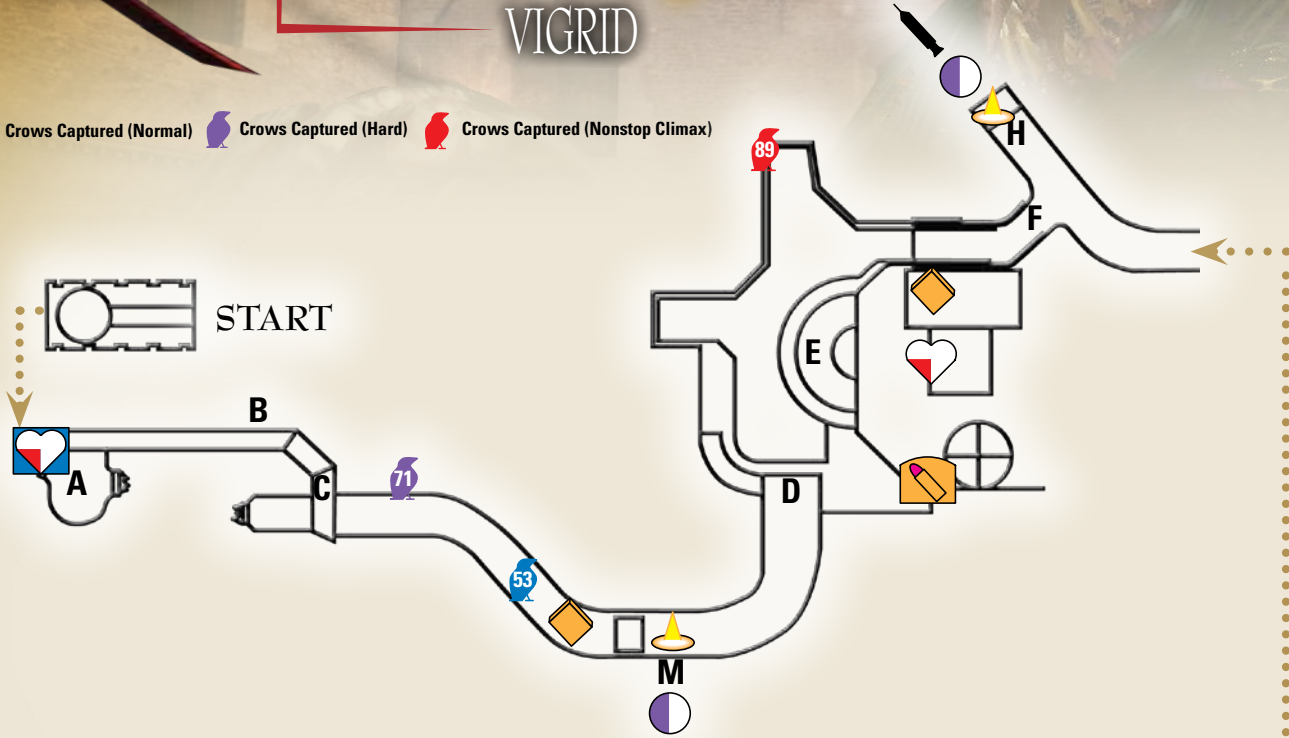 VIGRID
Crows Captured (Normal) Crows Captured (Hard) Crows Captured (Nonstop Climax)
H
89
F
START
E
B
A
C
71
D
53
M